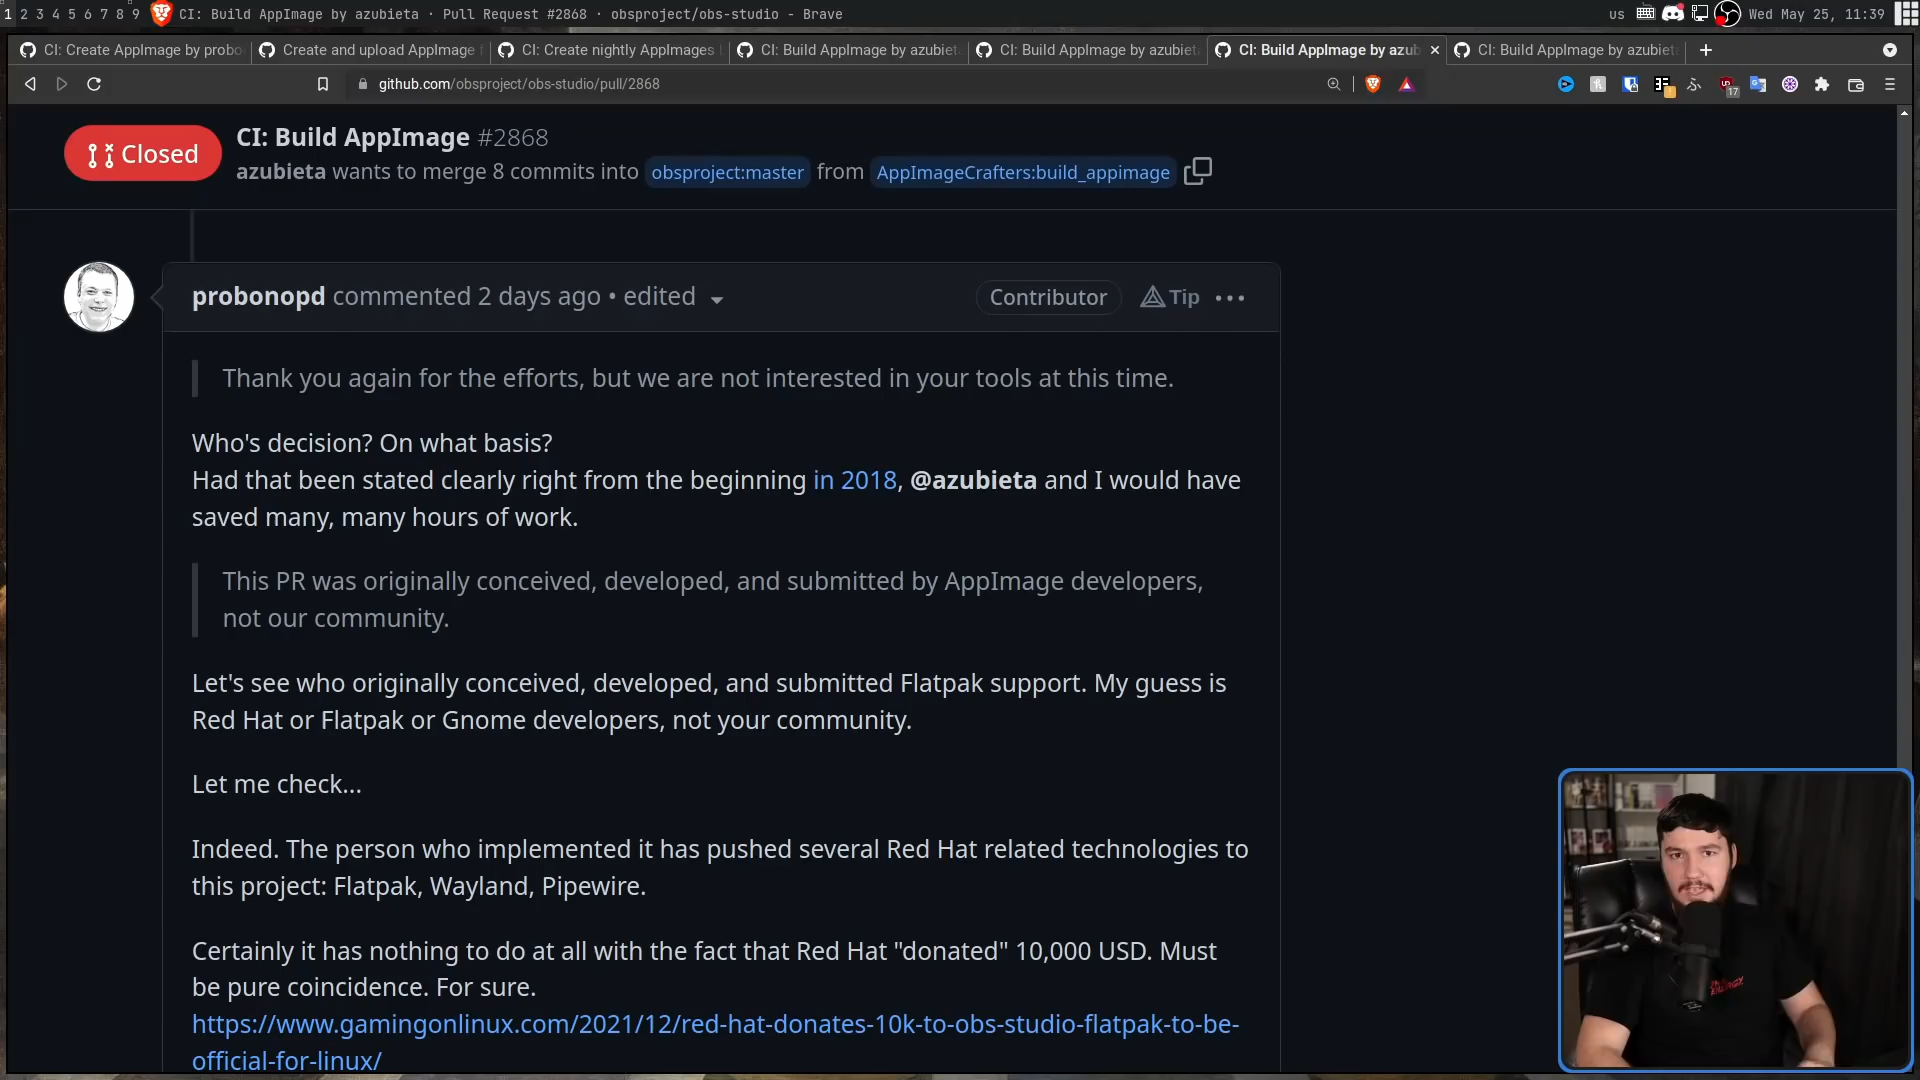 1 2 3 4 5 6 7 8 9 CI: Build AppImage by azubieta · Pull Request #2868 · obsproject/obs-studio - Brave us Wed May 25, 11:39
CI: Create AppImage by probo Create and upload AppImage f CI: Create nightly AppImages CI: Build AppImage by azubiet CI: Build AppImage by azubiet CI: Build AppImage by azub CI: Build AppImage by azubiet
github.com/obsproject/obs-studio/pull/2868 17
Closed
CI: Build AppImage #2868
azubieta wants to merge 8 commits into obsproject:master from AppImageCrafters:build_appimage
probonopd commented 2 days ago • edited Contributor Tip
Thank you again for the efforts, but we are not interested in your tools at this time.
Who's decision? On what basis?
Had that been stated clearly right from the beginning in 2018, @azubieta and I would have
saved many, many hours of work.
This PR was originally conceived, developed, and submitted by AppImage developers,
not our community.
Let's see who originally conceived, developed, and submitted Flatpak support. My guess is
Red Hat or Flatpak or Gnome developers, not your community.
Let me check...
Indeed. The person who implemented it has pushed several Red Hat related technologies to
this project: Flatpak, Wayland, Pipewire.
Certainly it has nothing to do at all with the fact that Red Hat "donated" 10,000 USD. Must
be pure coincidence. For sure.
https://www.gamingonlinux.com/2021/12/red-hat-donates-10k-to-obs-studio-flatpak-to-be-
official-for-linux/